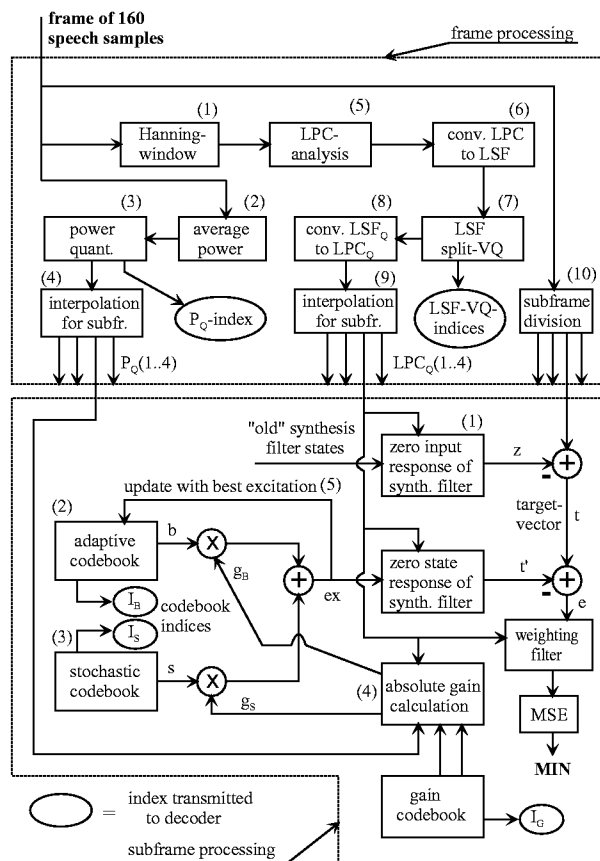 frame of 160
speech samples
frame processing
(1)
(5)
(6)
Hanning-
window
LPC-
analysis
conv. LPC
to LSF
(3)
(2)
(8)
(7)
power
quant.
average
power
conv. LSF_Q
to LPC_Q
LSF
split-VQ
(4)
(9)
(10)
interpolation
for subfr.
P_Q-index
interpolation
for subfr.
LSF-VQ-
indices
subframe
division
P_Q(1..4)
LPC_Q(1..4)
"old" synthesis
filter states
(1)
zero input
response of
synth. filter
z
+
-
update with best excitation (5)
target-
vector
t
(2)
adaptive
codebook
b
X
g_B
+
ex
zero state
response of
synth. filter
t'
+
-
e
I_B
codebook
indices
I_S
(3)
stochastic
codebook
s
X
g_S
(4)
absolute gain
calculation
weighting
filter
MSE
MIN
gain
codebook
I_G
= index transmitted
to decoder
subframe processing